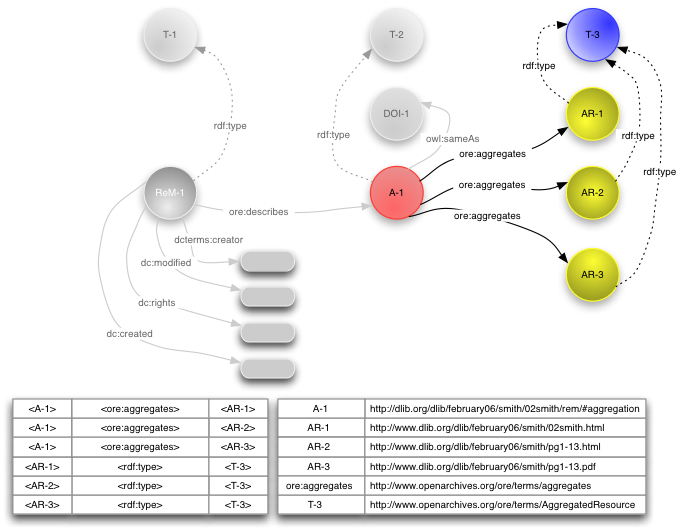 T-1
T-2
T-3
rdf:type
DOI-1
AR-1
rdf:type
rdf:type
owl:sameAs
rdf:type
ore:aggregates
rdf:type
ReM-1
A-1
ore:aggregates
AR-2
ore:describes
ore:aggregates
dcterms:creator
dc:modified
AR-3
dc:rights
dc:created
<A-1> <ore:aggregates> <AR-1>
<A-1> <ore:aggregates> <AR-2>
<A-1> <ore:aggregates> <AR-3>
<AR-1> <rdf:type> <T-3>
<AR-2> <rdf:type> <T-3>
<AR-3> <rdf:type> <T-3>
A-1 http://dlib.org/dlib/february06/smith/02smith/rem/#aggregation
AR-1 http://www.dlib.org/dlib/february06/smith/02smith.html
AR-2 http://www.dlib.org/dlib/february06/smith/pg1-13.html
AR-3 http://www.dlib.org/dlib/february06/smith/pg1-13.pdf
ore:aggregates http://www.openarchives.org/ore/terms/aggregates
T-3 http://www.openarchives.org/ore/terms/AggregatedResource